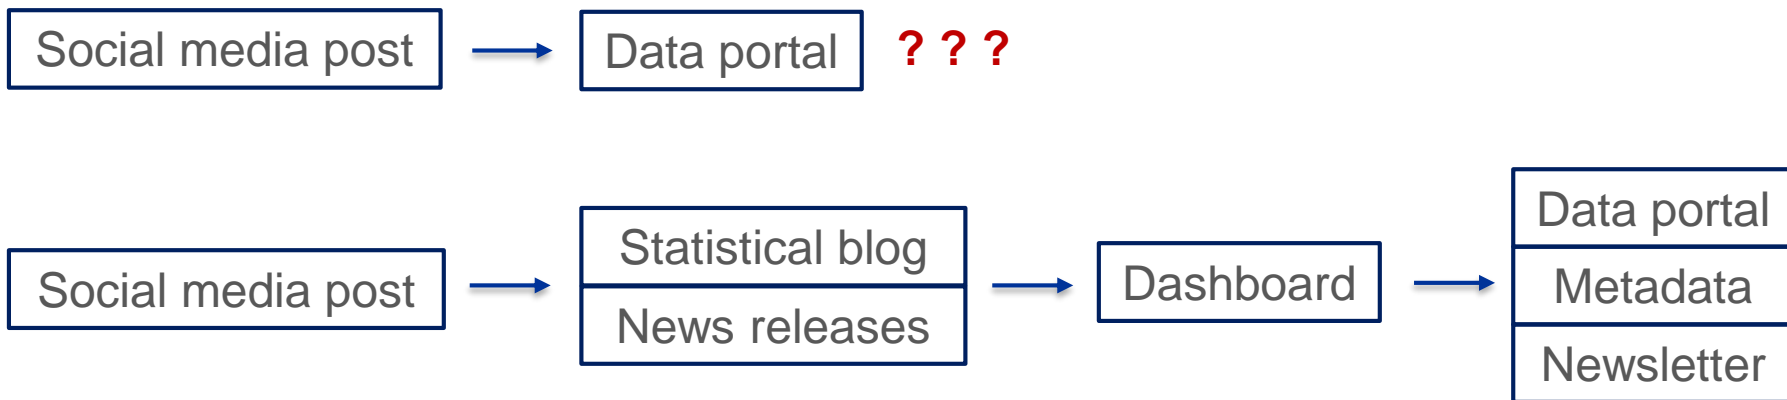 Social media post
Data portal
? ? ?
Social media post
Statistical blog
News releases
Dashboard
Data portal
Metadata
Newsletter